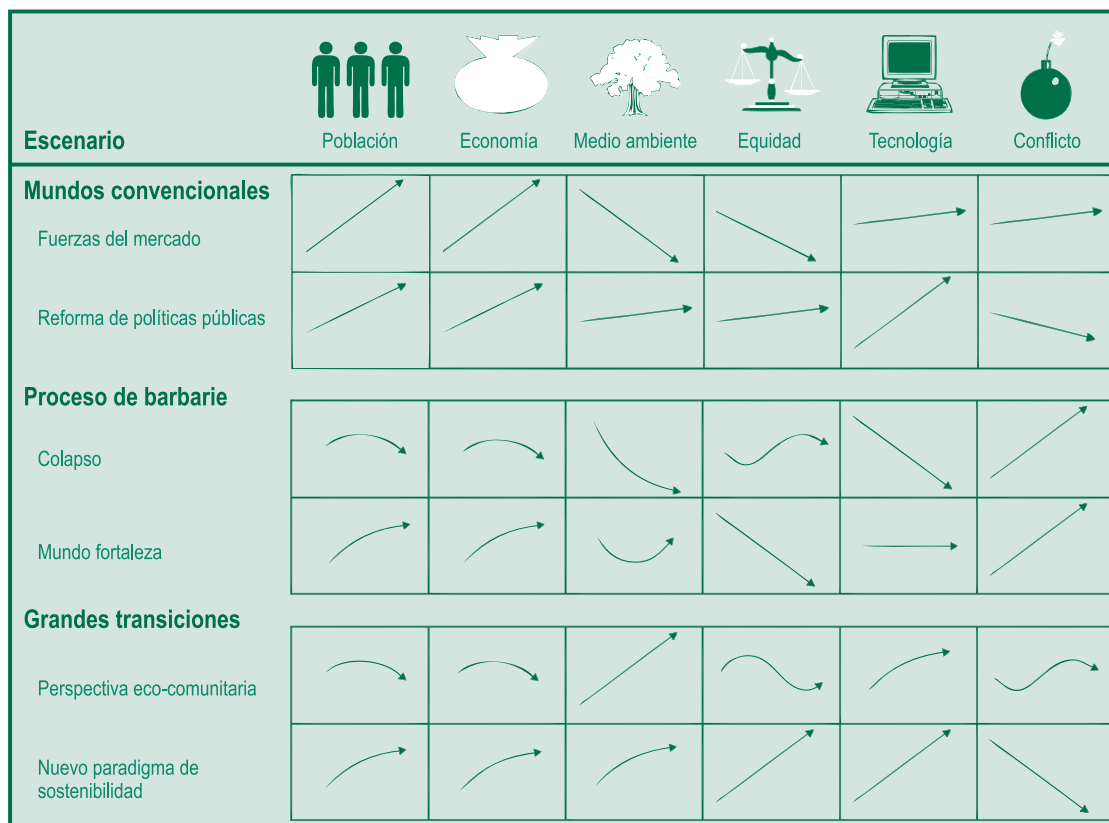 Escenario
Población
Economía
Medio ambiente
Equidad
Tecnología
Conflicto
Mundos convencionales
Fuerzas del mercado
Reforma de políticas públicas
Proceso de barbarie
Colapso
Mundo fortaleza
Grandes transiciones
Perspectiva eco-comunitaria
Nuevo paradigma de
sostenibilidad